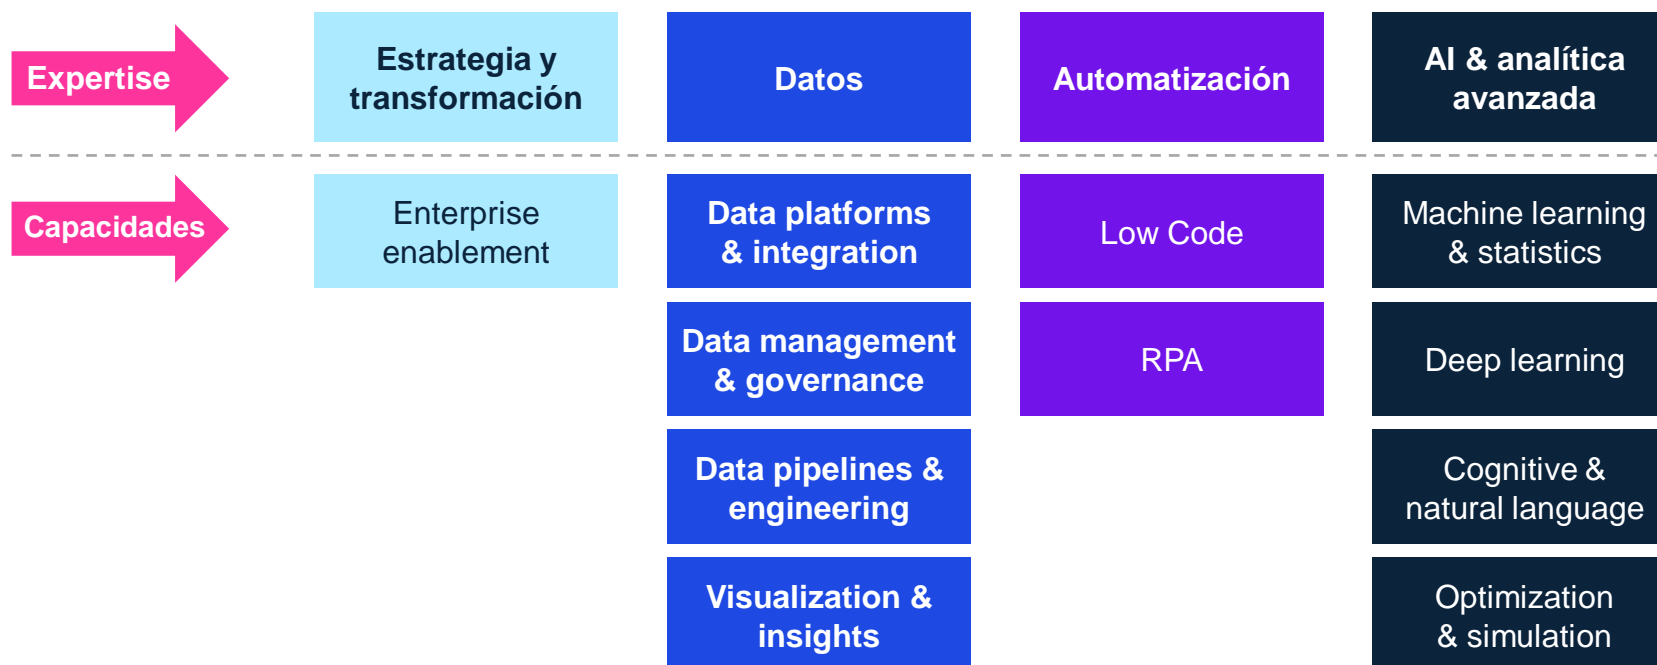 Expertise
Estrategia y
transformación
Datos
Automatización
AI & analítica
avanzada
Capacidades
Enterprise
enablement
Data platforms
& integration
Low Code
Machine learning
& statistics
Data management
& governance
RPA
Deep learning
Data pipelines &
engineering
Cognitive &
natural language
Visualization &
insights
Optimization
& simulation